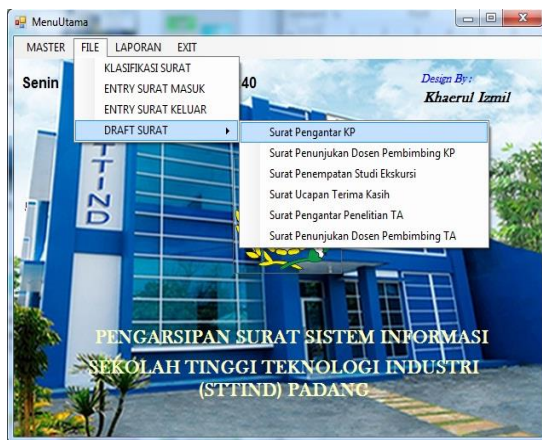 MenuUtama
MASTER FILE LAPORAN EXIT
Senin
40
KLASIFIKASI SURAT
ENTRY SURAT MASUK
ENTRY SURAT KELUAR
DRAFT SURAT
Surat Pengantar KP
Surat Penunjukan Dosen Pembimbing KP
Surat Penempatan Studi Ekskursi
Surat Ucapan Terima Kasih
Surat Pengantar Penelitian TA
Surat Penunjukan Dosen Pembimbing TA
Design By:
Khaerul Izmil
TTIND
PENGARSIPAN SURAT SISTEM INFORMASI
SEKOLAH TINGGI TEKNOLOGI INDUSTRI
(STTIND) PADANG